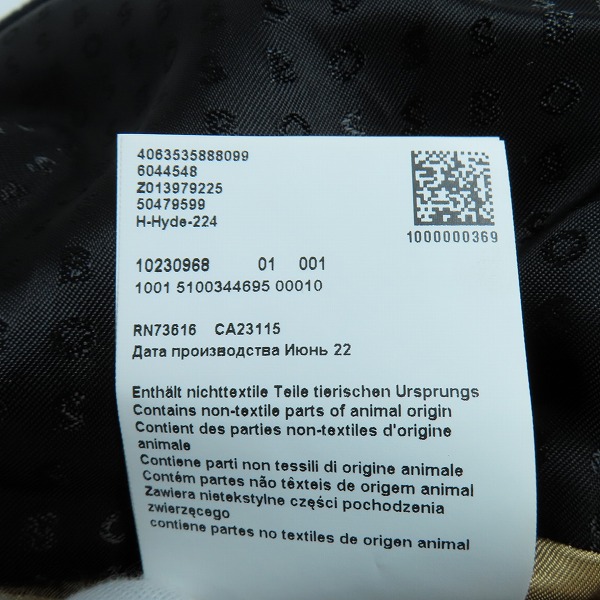 4063535888099
6044548
Z013979225
50479599
H-Hyde-224
1000000369
10230968 01 001
1001 5100344695 00010
RN73616 CA23115
Дата производства Июнь 22
Enthält nichttextile Teile tierischen Ursprungs
Contains non-textile parts of animal origin
Contient des parties non-textiles d'origine
animale
Contiene parti non tessili di origine animale
Contém partes não têxteis de origem animal
Zawiera nietekstylne części pochodzenia
zwierzęcego
contiene partes no textiles de origen animal